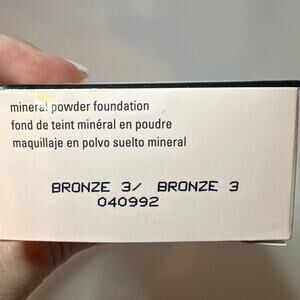 mineral powder foundation
fond de teint minéral en poudre
maquillaje en polvo suelto mineral
BRONZE 3/ BRONZE 3
040992